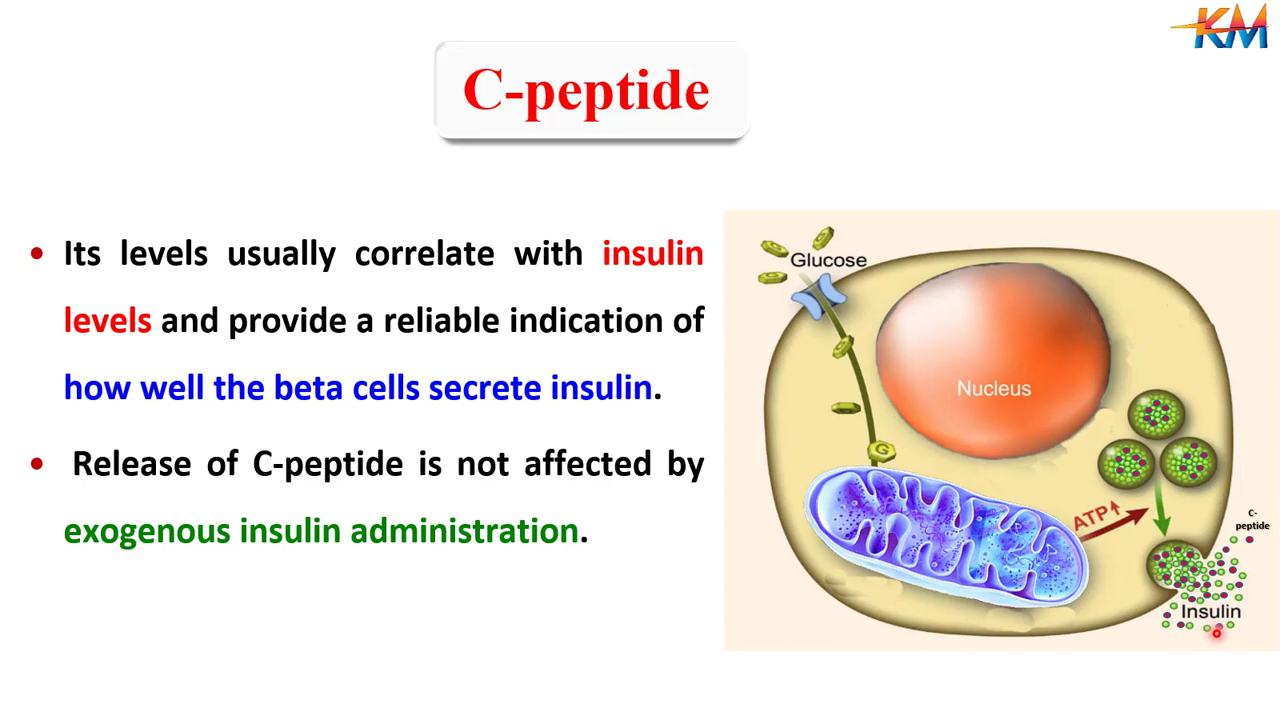 KM
C-peptide
• Its levels usually correlate with insulin
levels and provide a reliable indication of
how well the beta cells secrete insulin.
• Release of C-peptide is not affected by
exogenous insulin administration.
Glucose
Nucleus
G
ATP↑
C-
peptide
Insulin